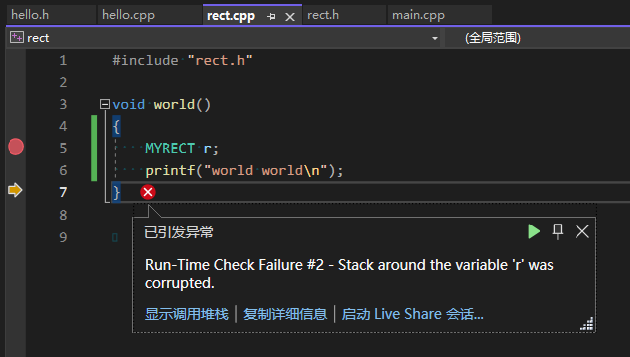 hello.h hello.cpp rect.cpp rect.h main.cpp
rect (全局范围)
1 #include "rect.h"
2
3 void world()
4 {
5 MYRECT r;
6 printf("world world\n");
7 }
8
9
已引发异常
Run-Time Check Failure #2 - Stack around the variable 'r' was
corrupted.
显示调用堆栈 | 复制详细信息 | 启动 Live Share 会话...